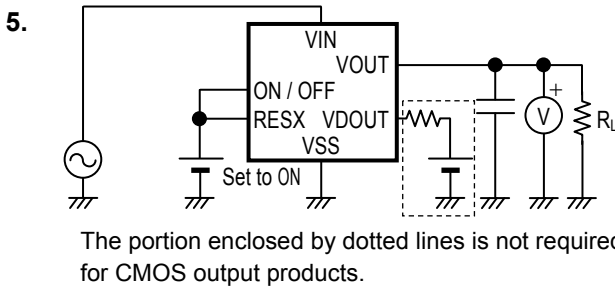 5.
VIN
VOUT
ON / OFF
RESX VDOUT
VSS
Set to ON
+
V
RL
The portion enclosed by dotted lines is not required
for CMOS output products.